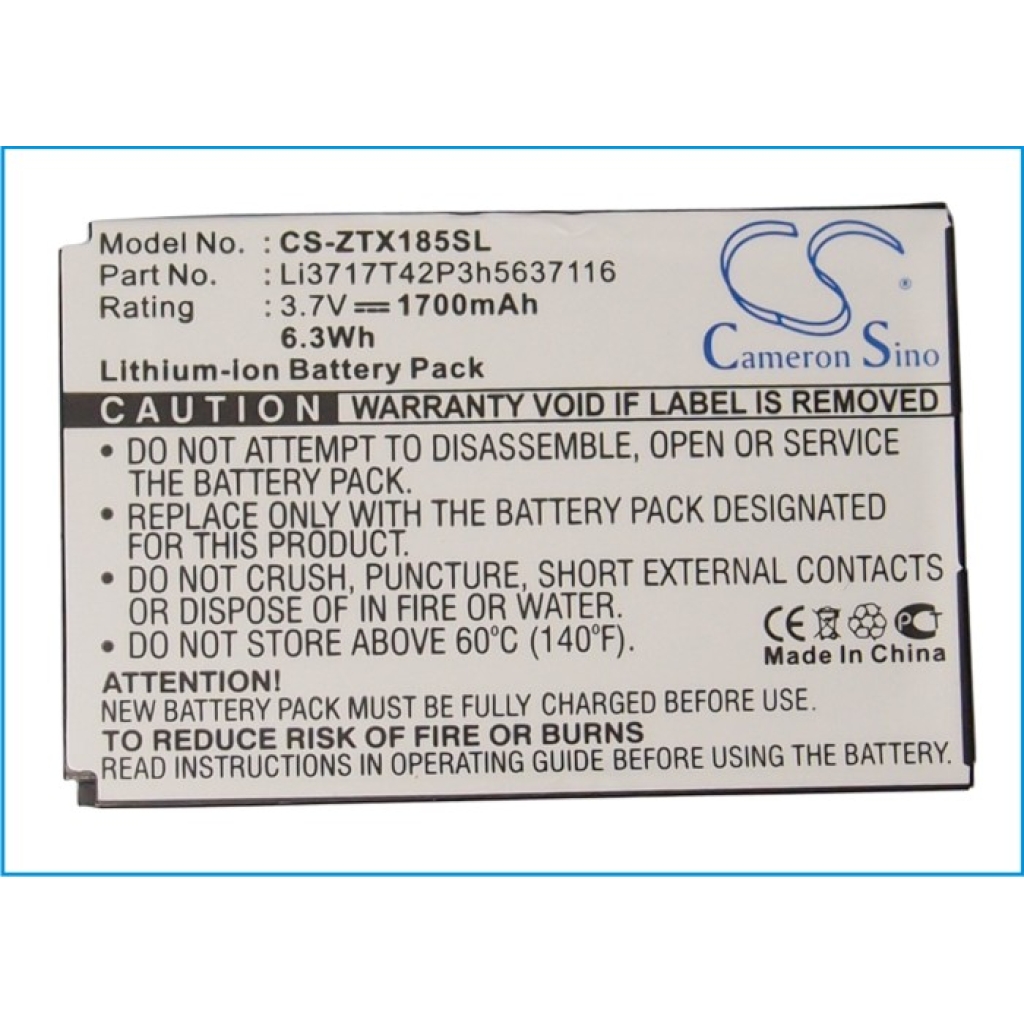 Model No. : CS-ZTX185SL
Part No. : Li3717T42P3h5637116
Rating : 3.7V 1700mAh
6.3Wh
Lithium-ion Battery Pack
CS ®
Cameron Sino
CAUTION WARRANTY VOID IF LABEL IS REMOVED
• DO NOT ATTEMPT TO DISASSEMBLE, OPEN OR SERVICE
THE BATTERY PACK.
• REPLACE ONLY WITH THE BATTERY PACK DESIGNATED
FOR THIS PRODUCT.
• DO NOT CRUSH, PUNCTURE, SHORT EXTERNAL CONTACTS
OR DISPOSE OF IN FIRE OR WATER.
• DO NOT STORE ABOVE 60°C (140°F).
CE PCT
Made In China
ATTENTION!
NEW BATTERY PACK MUST BE FULLY CHARGED BEFORE USE
TO REDUCE RISK OF FIRE OR BURNS
READ INSTRUCTIONS IN OPERATING GUIDE BEFORE USING THE BATTERY.